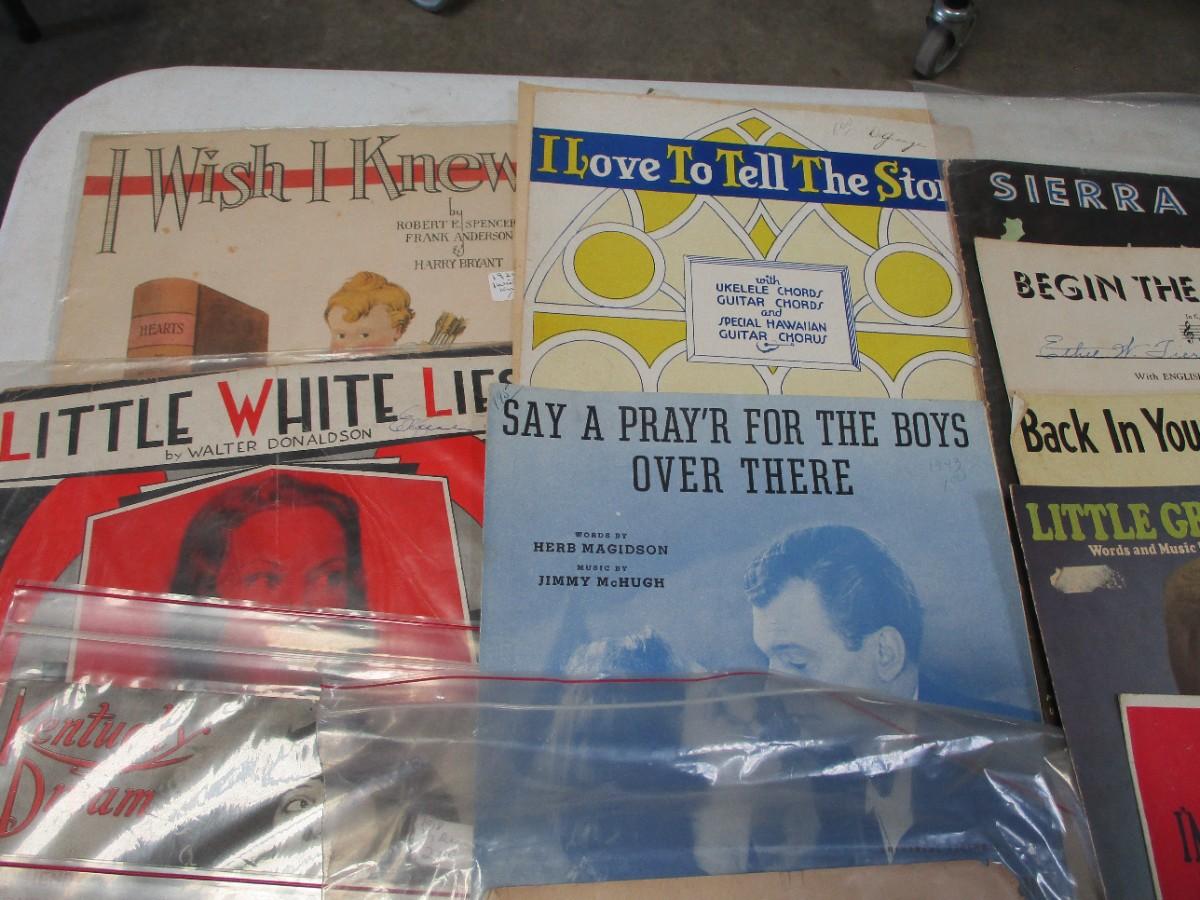 I Wish I Knew
by
ROBERT E. SPENCER
FRANK ANDERSON
&
HARRY BRYANT
HEARTS
I Love To Tell The Stor
with
UKELELE CHORDS
GUITAR CHORDS
and
SPECIAL HAWAIIAN
GUITAR CHORUS
SIERRA
BEGIN THE
Ethel W.
With ENGLIS
Back In You
LITTLE GR
Words and Music
LITTLE WHITE LIES
by WALTER DONALDSON
SAY A PRAY'R FOR THE BOYS
OVER THERE
1943
WORDS BY
HERB MAGIDSON
MUSIC BY
JIMMY McHUGH
Kentucky
Dream